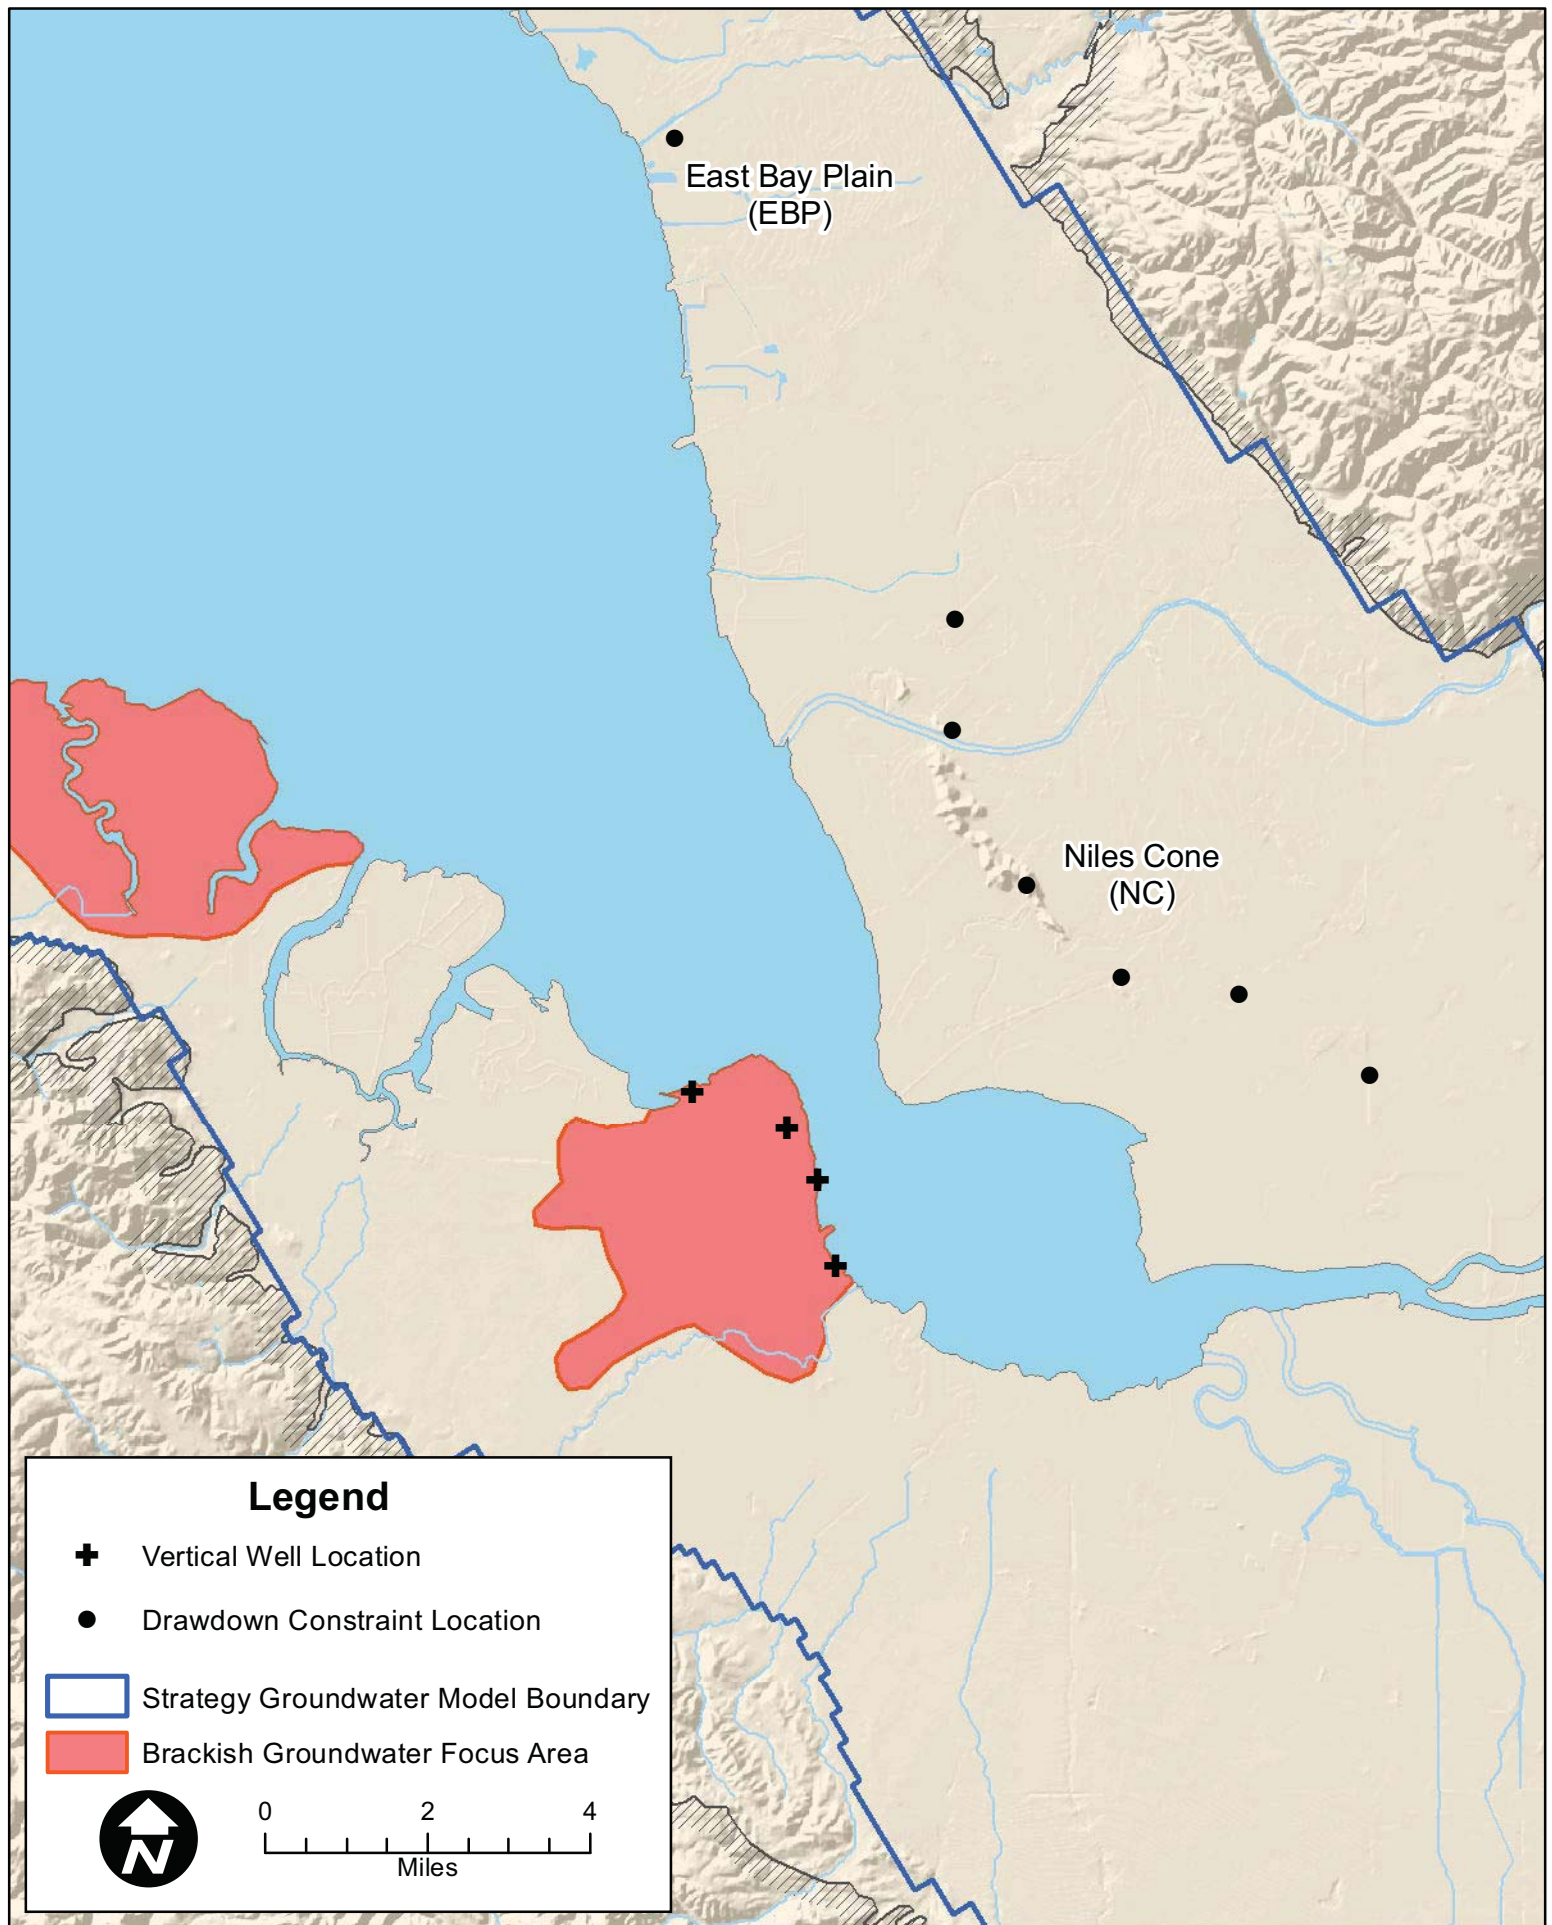 East Bay Plain
(EBP)
Niles Cone
(NC)
Legend
Vertical Well Location
Drawdown Constraint Location
Strategy Groundwater Model Boundary
Brackish Groundwater Focus Area
N
0 2 4
Miles